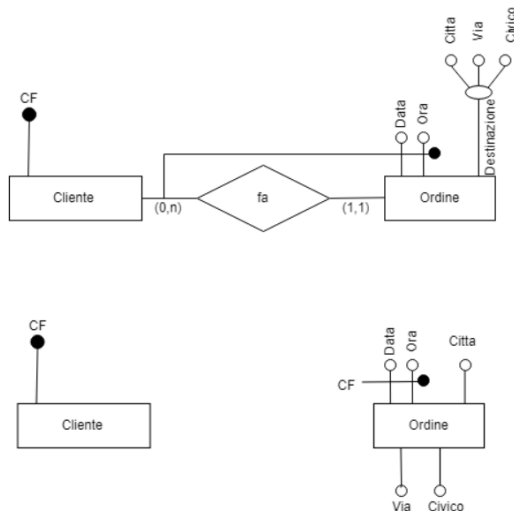 Citta
Via
Civico
CF
Data
Ora
Destinazione
Cliente
fa
Ordine
(0,n)
(1,1)
CF
Data
Ora
Citta
CF
Cliente
Ordine
Via
Civico